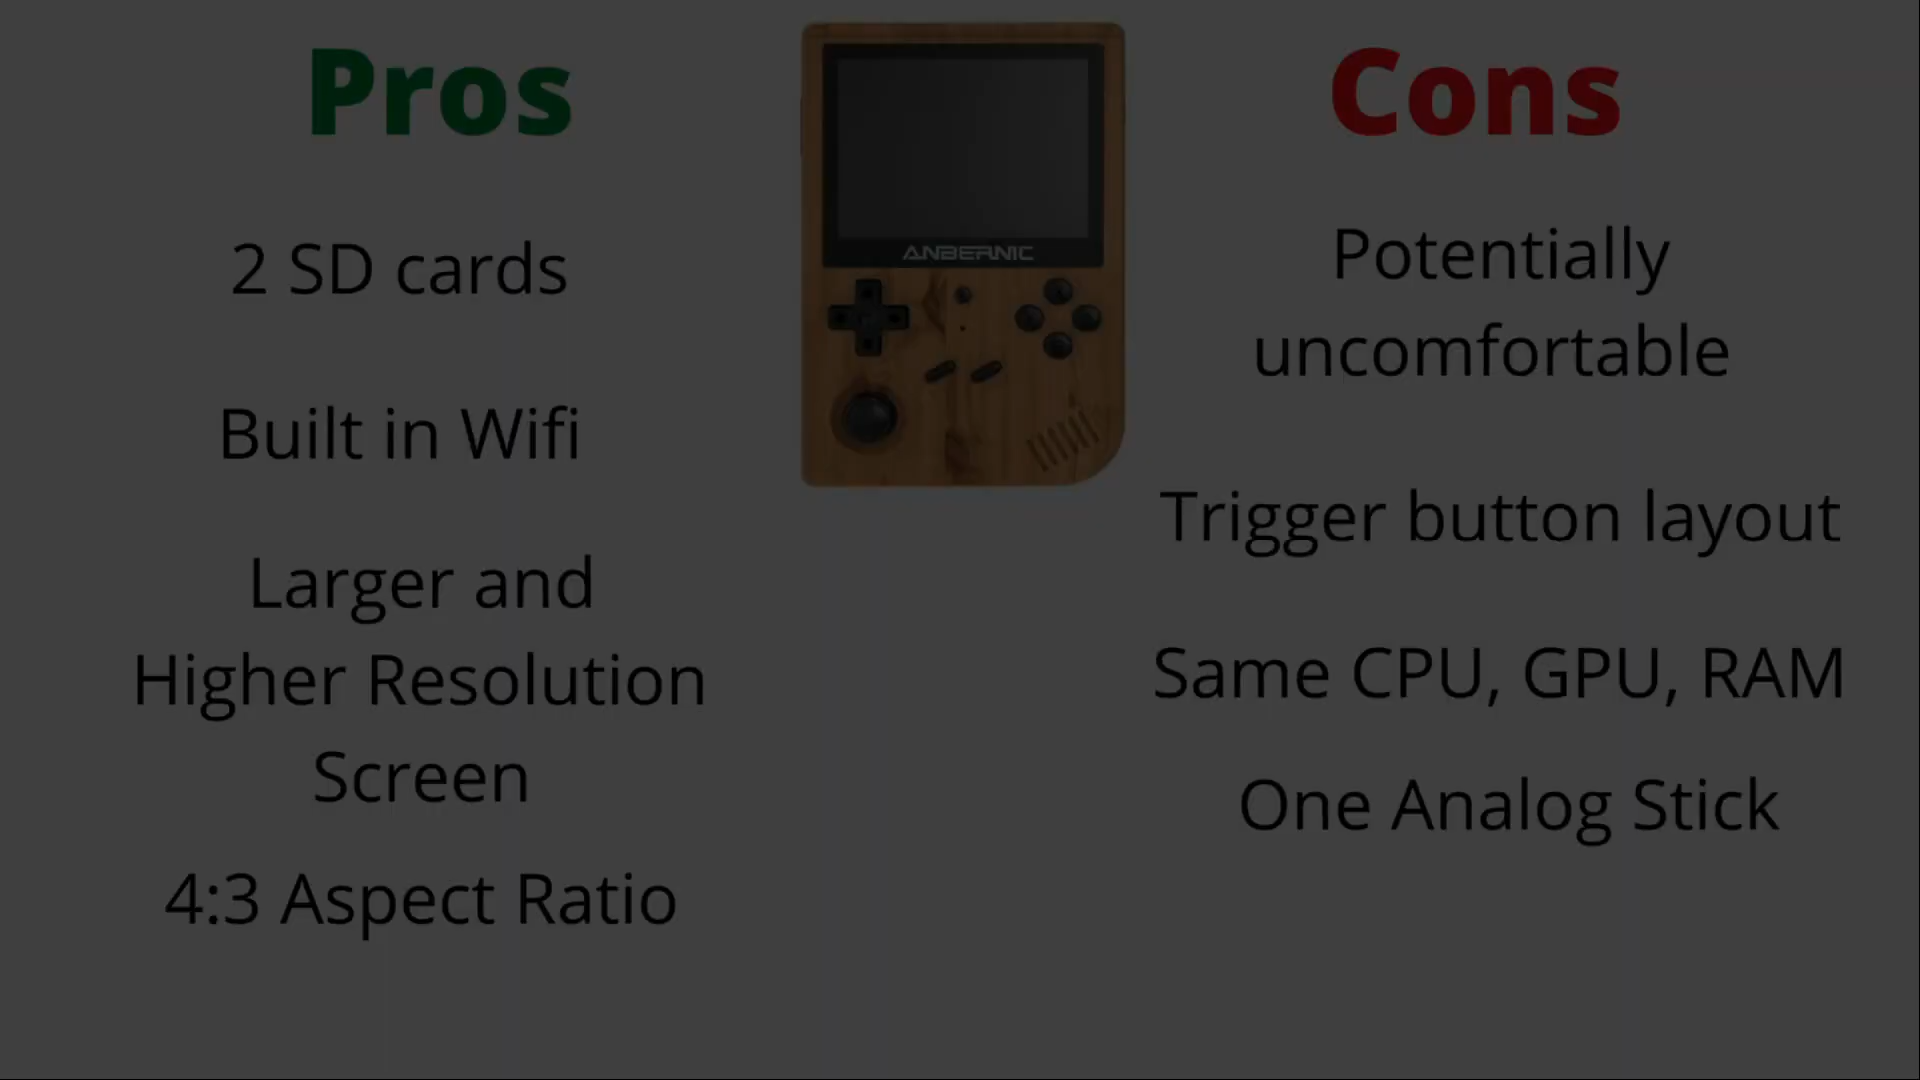 Pros
2 SD cards
Built in Wifi
Larger and
Higher Resolution
Screen
4:3 Aspect Ratio
ANBERNIC
Cons
Potentially
uncomfortable
Trigger button layout
Same CPU, GPU, RAM
One Analog Stick